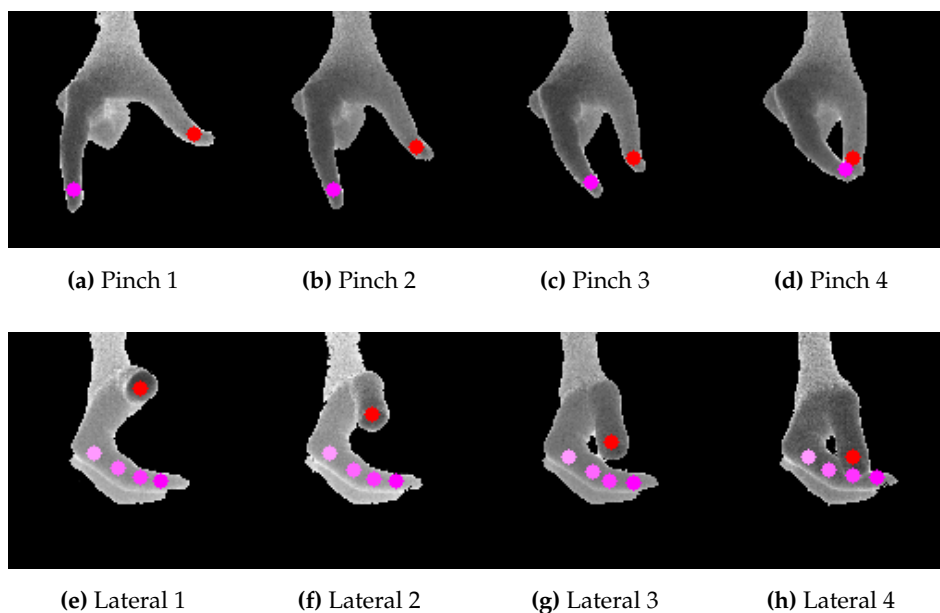 (a) Pinch 1
(b) Pinch 2
(c) Pinch 3
(d) Pinch 4
(e) Lateral 1
(f) Lateral 2
(g) Lateral 3
(h) Lateral 4